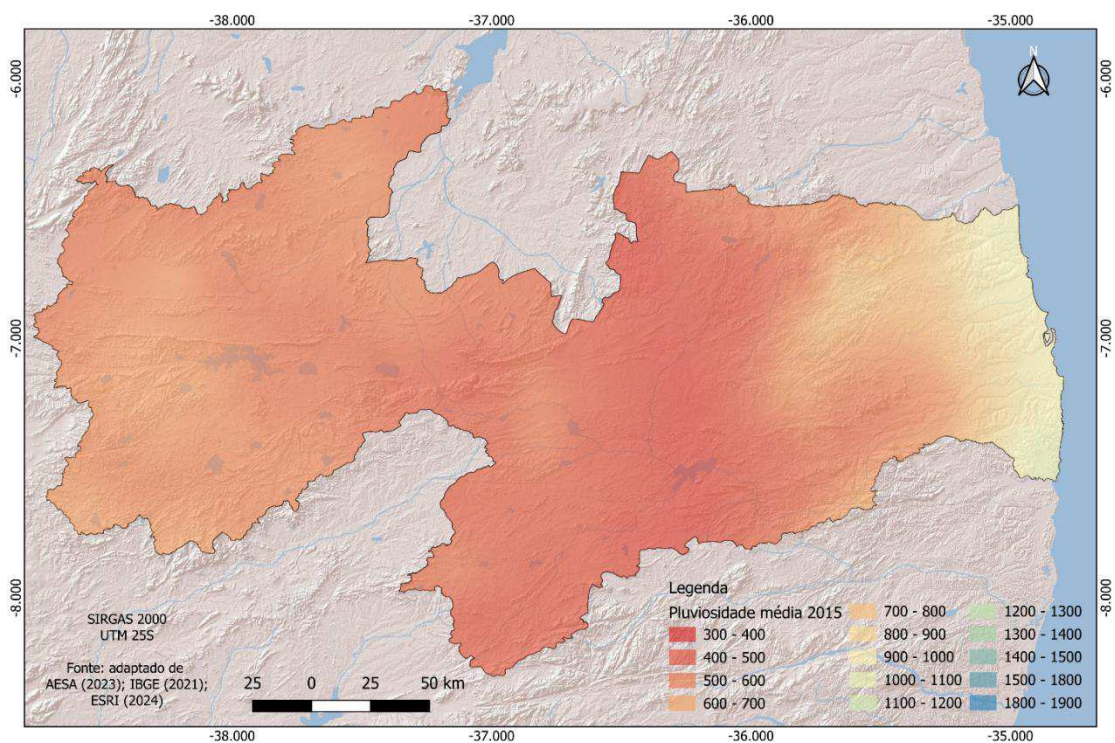 -38.000
-37.000
-36.000
-35.000
-6.000
-6.000
N
-7.000
-7.000
-8.000
-8.000
SIRGAS 2000
UTM 25S
Fonte: adaptado de
AESA (2023); IBGE (2021);
ESRI (2024)
25 0 25 50 km
Legenda
Pluviosidade média 2015
300 - 400
400 - 500
500 - 600
600 - 700
700 - 800
800 - 900
900 - 1000
1000 - 1100
1100 - 1200
1200 - 1300
1300 - 1400
1400 - 1500
1500 - 1800
1800 - 1900
-38.000
-37.000
-36.000
-35.000